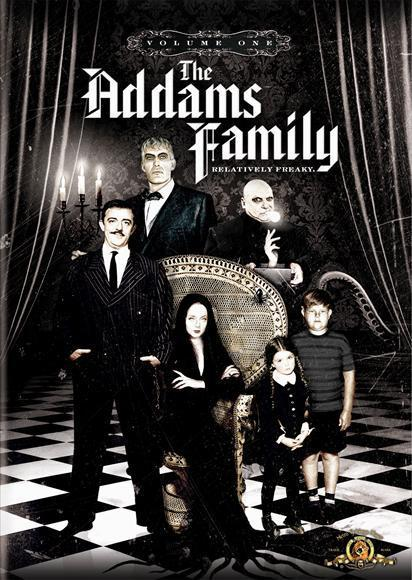 VOLUME ONE
The
Addams
Family
RELATIVELY FREAKY.